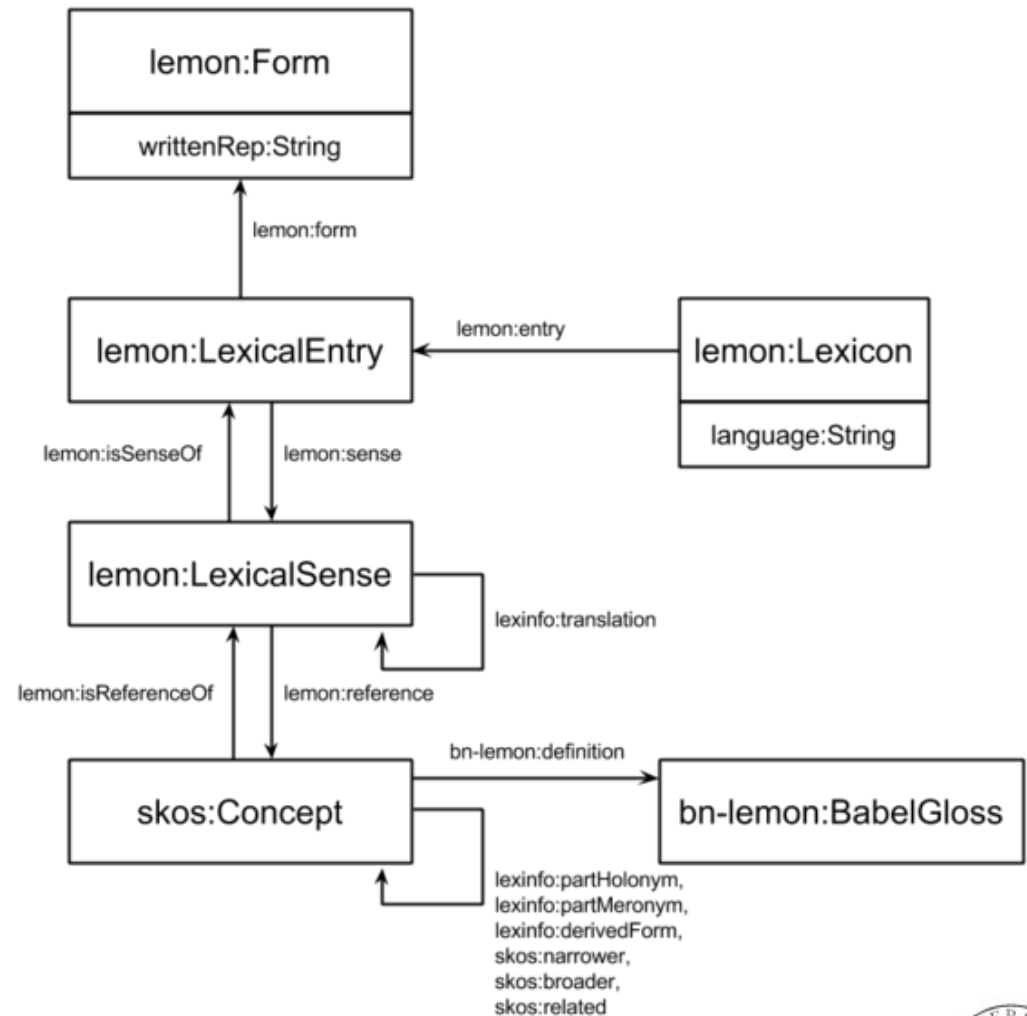 lemon:Form
writtenRep:String
lemon:form
lemon:LexicalEntry
lemon:entry
lemon:Lexicon
language:String
lemon:isSenseOf
lemon:sense
lemon:LexicalSense
lexinfo:translation
lemon:isReferenceOf
lemon:reference
bn-lemon:definition
skos:Concept
bn-lemon:BabelGloss
lexinfo:partHolonym,
lexinfo:partMeronym,
lexinfo:derivedForm,
skos:narrower,
skos:broader,
skos:related